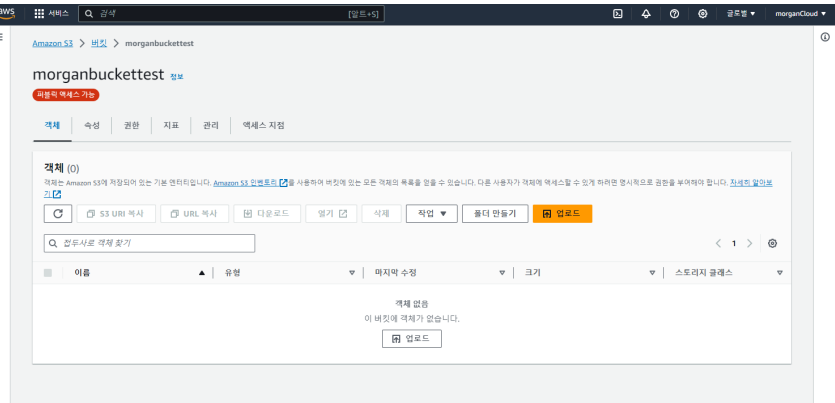 aws 서비스 검색 [알트+S] 글로벌 ▼ morganCloud ▼
Amazon S3 > 버킷 > morganbuckettest
morganbuckettest 정보
퍼블릭 액세스 가능
객체 속성 권한 지표 관리 액세스 지점
객체 (0)
객체는 Amazon S3에 저장되어 있는 기본 엔터티입니다. Amazon S3 인벤토리를 사용하여 버킷에 있는 모든 객체의 목록을 얻을 수 있습니다. 다른 사용자가 객체에 액세스할 수 있게 하려면 명시적으로 권한을 부여해야 합니다. 자세히 알아보
기
S3 URI 복사 URL 복사 다운로드 열기 삭제 작업 ▼ 폴더 만들기 업로드
접두사로 객체 찾기 < 1 >
이름 ▲ 유형 마지막 수정 크기 스토리지 클래스
객체 없음
이 버킷에 객체가 없습니다.
업로드